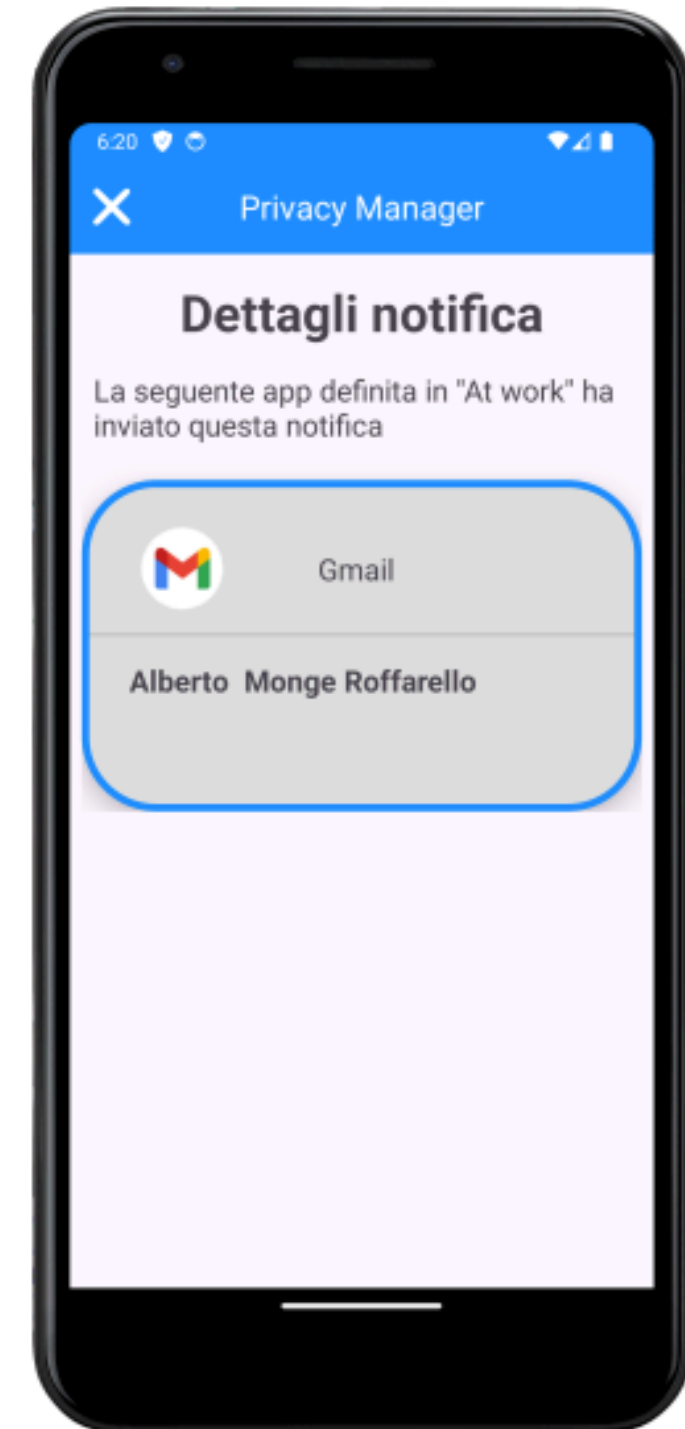 6:20
Privacy Manager
Dettagli notifica
La seguente app definita in "At work" ha
inviato questa notifica
Gmail
Alberto Monge Roffarello